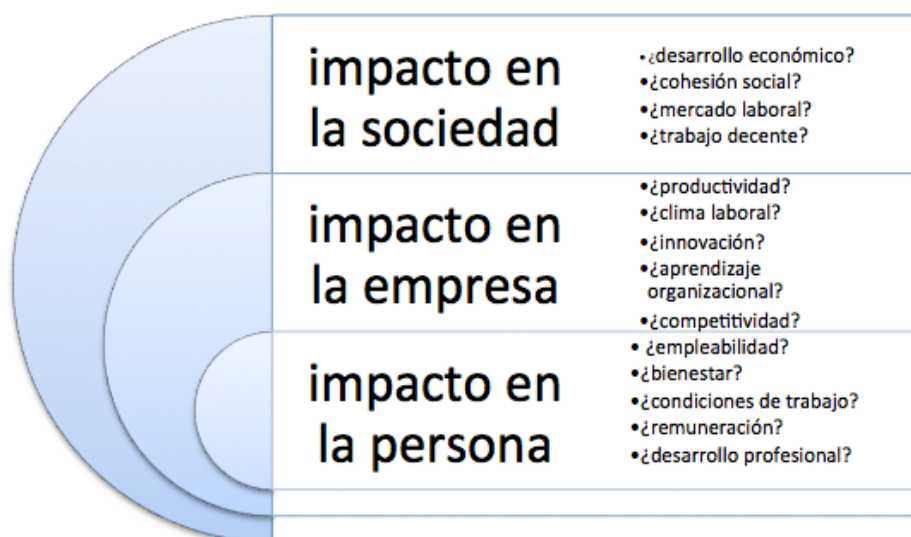 impacto en
la sociedad
•¿desarrollo económico?
•¿cohesión social?
•¿mercado laboral?
•¿trabajo decente?
impacto en
la empresa
•¿productividad?
•¿clima laboral?
•¿innovación?
•¿aprendizaje
organizacional?
•¿competitividad?
impacto en
la persona
• ¿empleabilidad?
•¿bienestar?
•¿condiciones de trabajo?
•¿remuneración?
•¿desarrollo profesional?